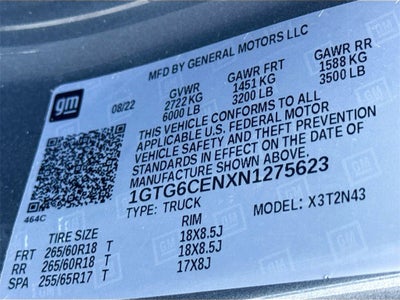 MFD BY GENERAL MOTORS LLC
gm
08/22
GVWR GAWR FRT GAWR RR
2722 KG 1451 KG 1588 KG
6000 LB 3200 LB 3500 LB
THIS VEHICLE CONFORMS TO ALL
APPLICABLE U.S. FEDERAL MOTOR
VEHICLE SAFETY AND THEFT PREVENTION
STANDARDS IN EFFECT ON THE DATE OF
MANUFACTURE SHOWN ABOVE.
1GTG6CENXN1275623
464C
TYPE: TRUCK MODEL: X3T2N43
TIRE SIZE RIM
FRT 265/60R18 T 18X8.5J
RR 265/60R18 T 18X8.5J
SPA 255/65R17 T 17X8J